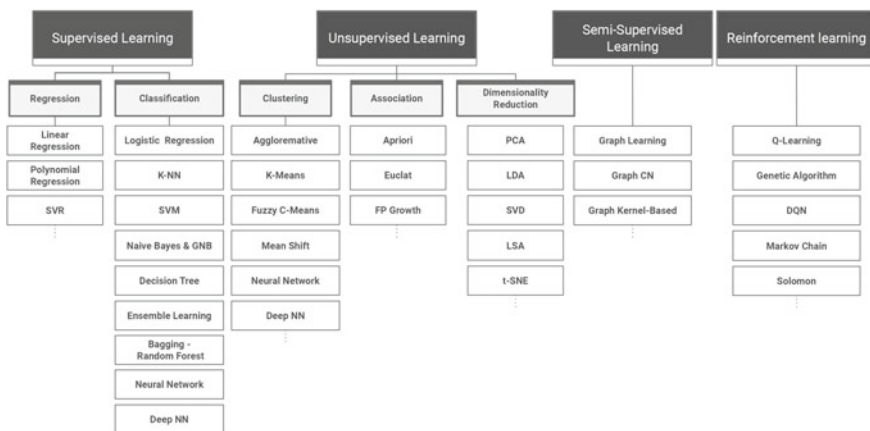 Supervised Learning
Unsupervised Learning
Semi-Supervised
Learning
Reinforcement learning
Regression
Classification
Clustering
Association
Dimensionality
Reduction
Linear
Regression
Polynomial
Regression
SVR
Logistic Regression
K-NN
SVM
Naive Bayes & GNB
Decision Tree
Ensemble Learning
Bagging -
Random Forest
Neural Network
Deep NN
Aggloremative
K-Means
Fuzzy C-Means
Mean Shift
Neural Network
Deep NN
Apriori
Euclat
FP Growth
PCA
LDA
SVD
LSA
t-SNE
Graph Learning
Graph CN
Graph Kernel-Based
Q-Learning
Genetic Algorithm
DQN
Markov Chain
Solomon